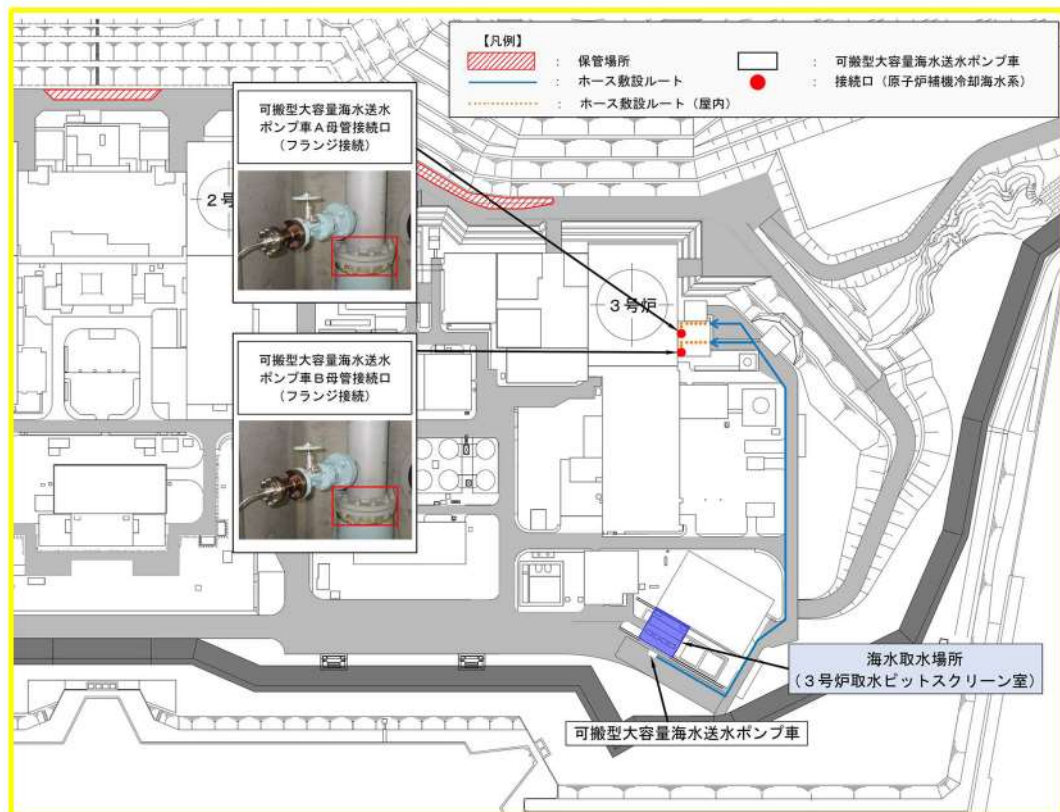 【凡例】
： 保管場所
： ホース敷設ルート
： ホース敷設ルート（屋内）
： 可搬型大容量海水送水ポンプ車
： 接続口（原子炉補機冷却海水系）
可搬型大容量海水送水
ポンプ車Ａ母管接続口
（フランジ接続）
２号
３号炉
可搬型大容量海水送水
ポンプ車Ｂ母管接続口
（フランジ接続）
海水取水場所
（３号炉取水ピットスクリーン室）
可搬型大容量海水送水ポンプ車